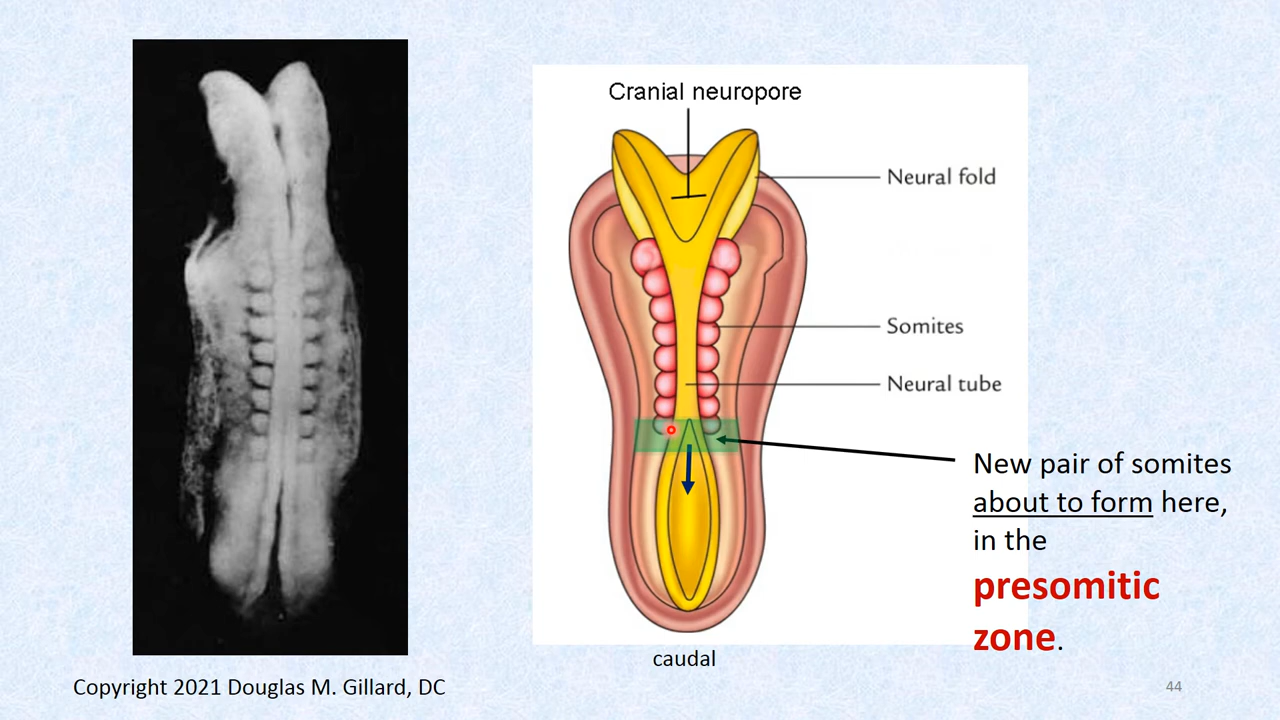 Cranial neuropore
Neural fold
Somites
Neural tube
New pair of somites
about to form here,
in the
presomitic
zone.
caudal
Copyright 2021 Douglas M. Gillard, DC
44